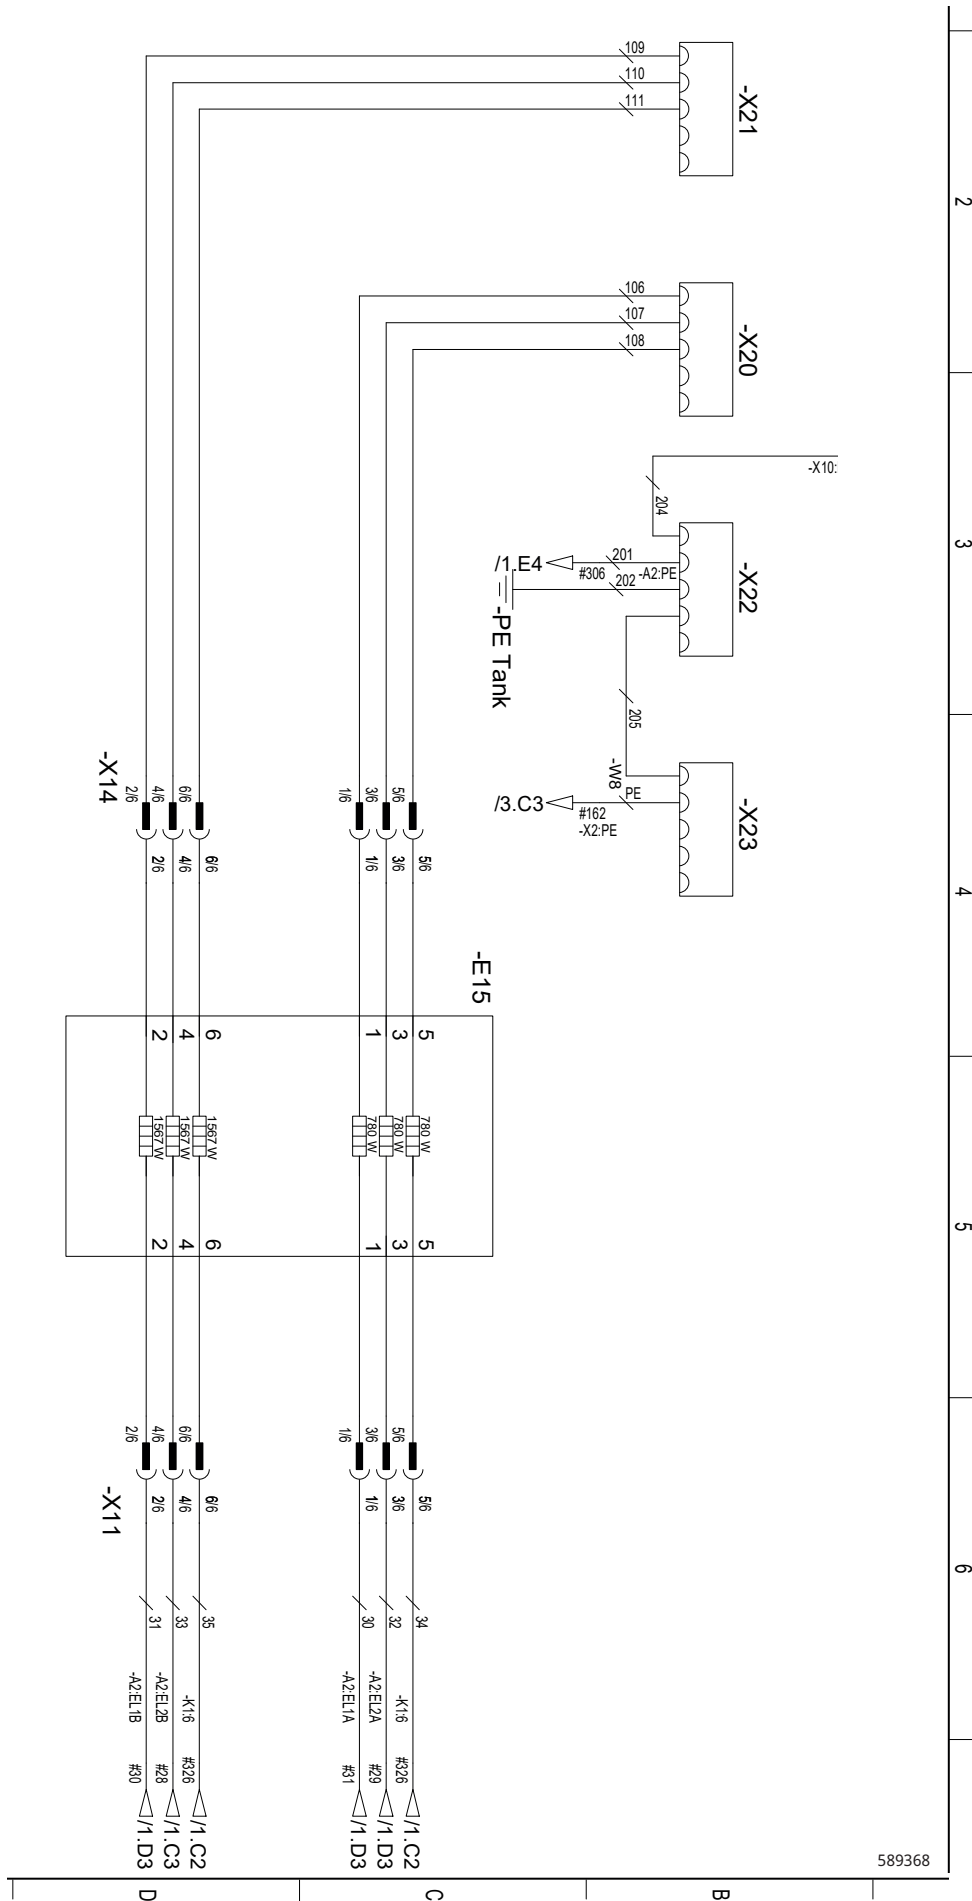 109
110
111
-X21
2
106
107
108
-X20
-X10:
204
3
/1.E4
201
#306
-A2:PE
202
-X22
-PE Tank
205
-X14
2/6
4/6
6/6
1/6
3/6
5/6
-W8
PE
/3.C3
#162
-X2:PE
-X23
2/6
4/6
6/6
1/6
3/6
5/6
4
-E15
2
4
6
1
3
5
1567 W
1567 W
1567 W
780 W
780 W
780 W
2
4
6
1
3
5
5
2/6
4/6
6/6
1/6
3/6
5/6
-X11
2/6
4/6
6/6
1/6
3/6
5/6
6
31
33
35
30
32
34
-A2:EL1B
-A2:EL2B
-K1:6
-A2:EL1A
-A2:EL2A
-K1:6
#30
#28
#326
#31
#29
#326
/1.D3
/1.C3
/1.C2
/1.D3
/1.D3
/1.C2
589368
D
C
B